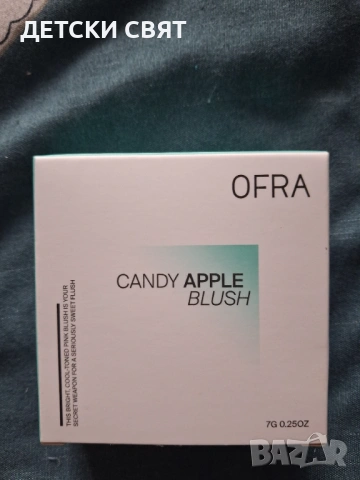 ДЕТСКИ СВЯТ
OFRA
CANDY APPLE
BLUSH
THIS BRIGHT, COOL-TONED PINK BLUSH IS YOUR
SECRET WEAPON FOR A SERIOUSLY SWEET FLUSH
7G 0.25OZ
bazar